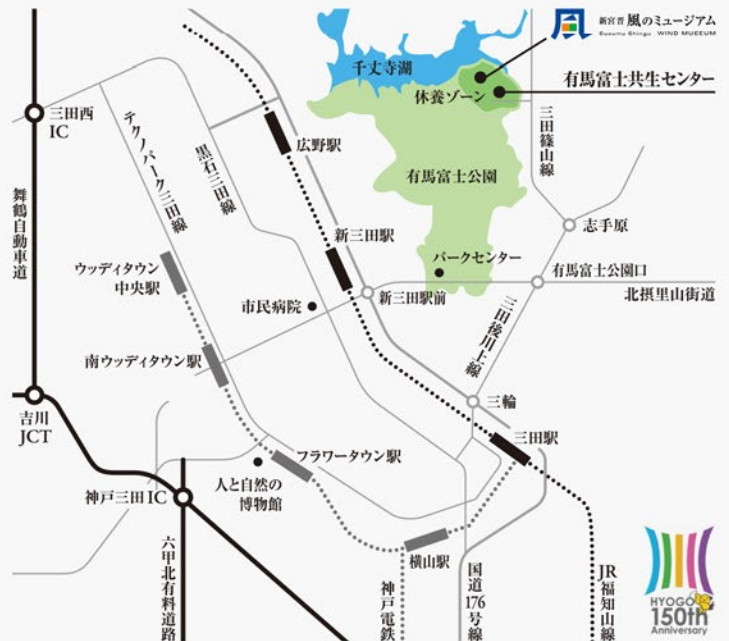 新宮晋 風のミュージアム
Susumu Shingu WIND MUSEUM
千丈寺湖
休養ゾーン
有馬富士共生センター
三田西
IC
テクノパーク三田線
黒石三田線
広野駅
有馬富士公園
三田篠山線
舞鶴自動車道
新三田駅
志手原
ウッディタウン
中央駅
パークセンター
有馬富士公園口
市民病院
新三田駅前
北摂里山街道
南ウッディタウン駅
三田後川上線
吉川
JCT
三輪
三田駅
フラワータウン駅
神戸三田 IC
人と自然の
博物館
横山駅
六甲北有料道路
神戸電鉄
国道176号線
JR福知山線
HYOGO
150th
Anniversary